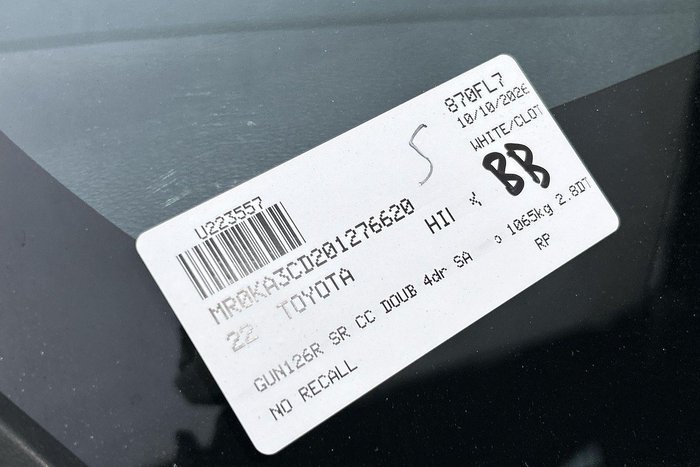 870FL7
10/10/2026
WHITE/CLOT
S
BB
U223557
MR0KA3CD201276620
22 TOYOTA HII
GUN126R SR CC DOUB 4dr SA 1065kg 2.8DT
NO RECALL RP